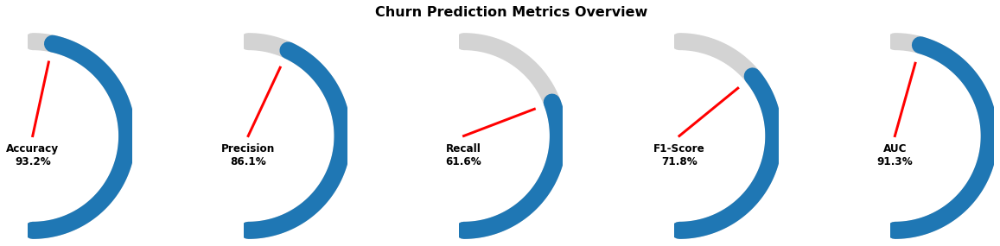 Churn Prediction Metrics Overview
Accuracy
93.2%
Precision
86.1%
Recall
61.6%
F1-Score
71.8%
AUC
91.3%